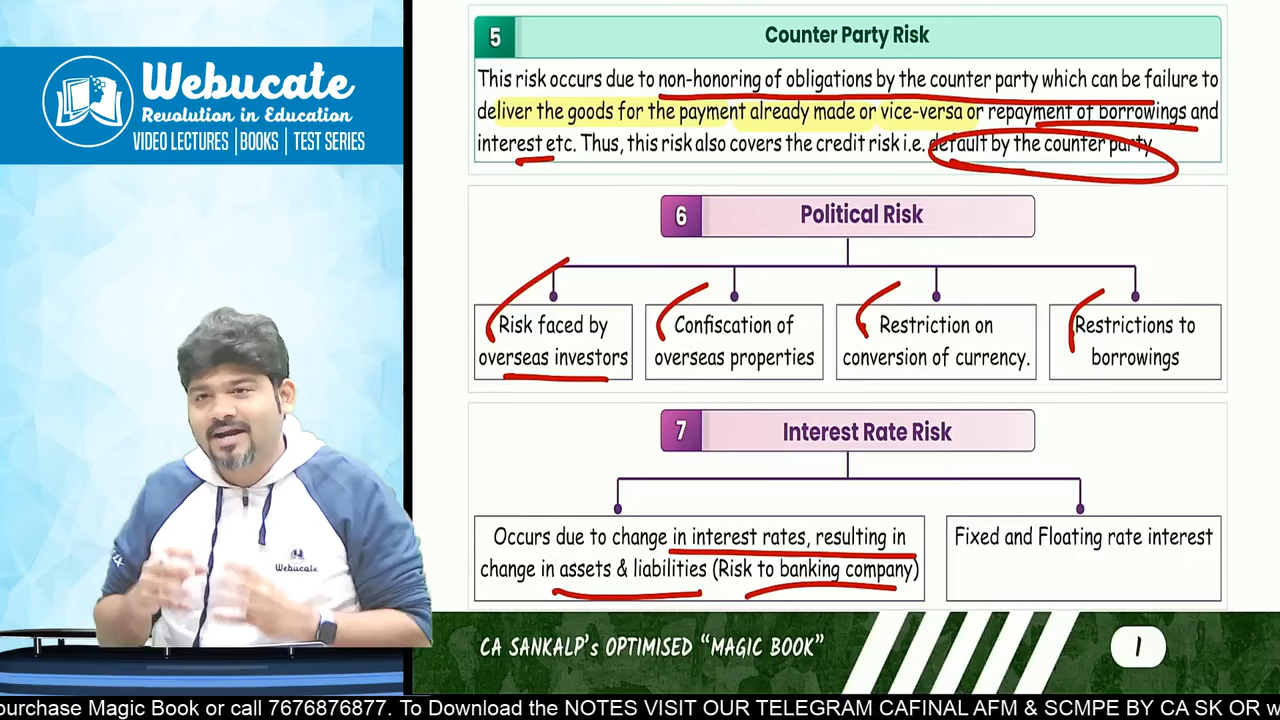 Webucate
Revolution in Education
VIDEO LECTURES | BOOKS | TEST SERIES
5
Counter Party Risk
This risk occurs due to non-honoring of obligations by the counter party which can be failure to
deliver the goods for the payment already made or vice-versa or repayment of borrowings and
interest etc. Thus, this risk also covers the credit risk i.e. default by the counter party
6
Political Risk
Risk faced by
overseas investors
Confiscation of
overseas properties
Restriction on
conversion of currency.
Restrictions to
borrowings
7
Interest Rate Risk
Occurs due to change in interest rates, resulting in
change in assets & liabilities (Risk to banking company)
Fixed and Floating rate interest
Webucate
CA SANKALP's OPTIMISED "MAGIC BOOK"
1
ourchase Magic Book or call 7676876877. To Download the NOTES VISIT OUR TELEGRAM CAFINAL AFM & SCMPE BY CA SK OR w